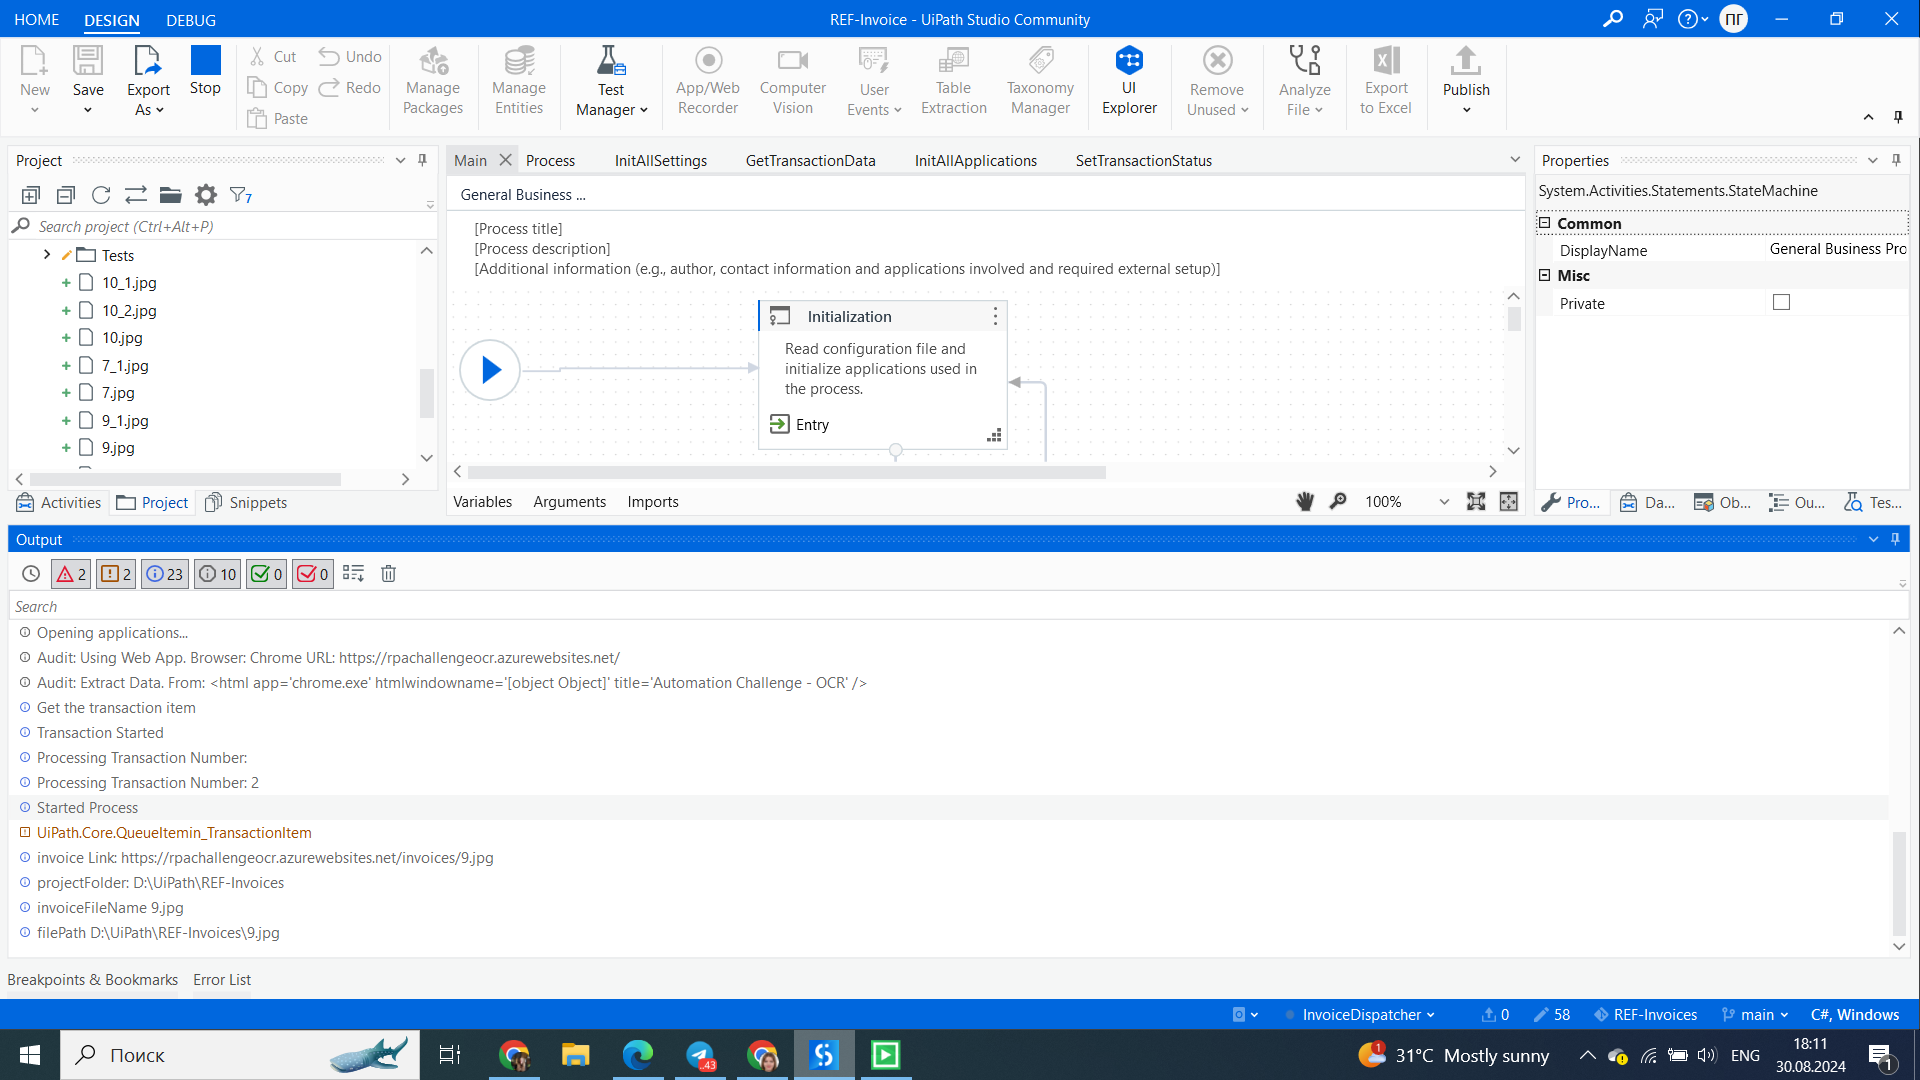 HOME DESIGN DEBUG
REF-Invoice - UiPath Studio Community
ПГ
New
Save
Export As
Stop
Cut
Copy
Paste
Undo
Redo
Manage Packages
Manage Entities
Test Manager
App/Web Recorder
Computer Vision
User Events
Table Extraction
Taxonomy Manager
UI Explorer
Remove Unused
Analyze File
Export to Excel
Publish
Project
7
Search project (Ctrl+Alt+P)
Tests
10_1.jpg
10_2.jpg
10.jpg
7_1.jpg
7.jpg
9_1.jpg
9.jpg
Activities Project Snippets
Main Process InitAllSettings GetTransactionData InitAllApplications SetTransactionStatus
General Business ...
[Process title]
[Process description]
[Additional information (e.g., author, contact information and applications involved and required external setup)]
Initialization
Read configuration file and
initialize applications used in
the process.
Entry
Variables Arguments Imports
100%
Properties
System.Activities.Statements.StateMachine
Common
DisplayName General Business Pro
Misc
Private
Pro... Da... Ob... Ou... Tes...
Output
2 2 23 10 0 0
Search
Opening applications...
Audit: Using Web App. Browser: Chrome URL: https://rpachallengeocr.azurewebsites.net/
Audit: Extract Data. From: <html app='chrome.exe' htmlwindowname='[object Object]' title='Automation Challenge - OCR' />
Get the transaction item
Transaction Started
Processing Transaction Number:
Processing Transaction Number: 2
Started Process
UiPath.Core.QueueItemin_TransactionItem
invoice Link: https://rpachallengeocr.azurewebsites.net/invoices/9.jpg
projectFolder: D:\UiPath\REF-Invoices
invoiceFileName 9.jpg
filePath D:\UiPath\REF-Invoices\9.jpg
Breakpoints & Bookmarks Error List
InvoiceDispatcher 0 58 REF-Invoices main C#, Windows
Поиск
.43
1
31°C Mostly sunny
ENG
18:11
30.08.2024
1